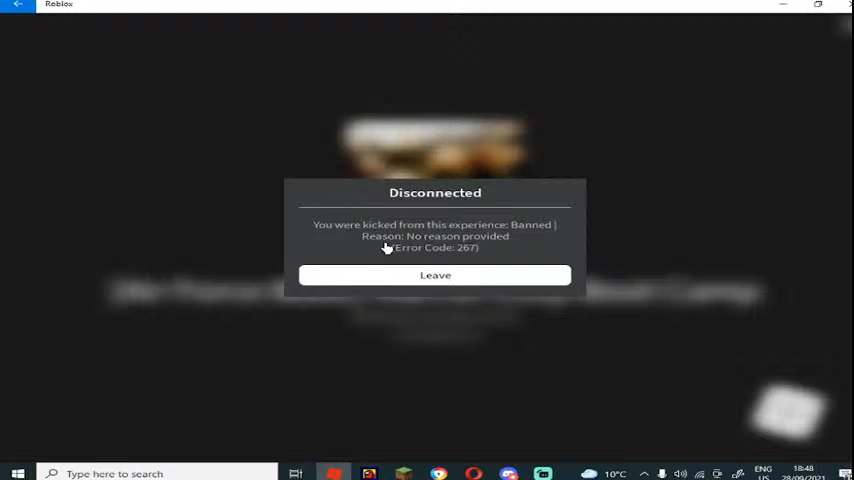 Roblox
Disconnected
You were kicked from this experience: Banned |
Reason: No reason provided
(Error Code: 267)
Leave
Type here to search
10°C
ENG
US
18:48
28/09/2021